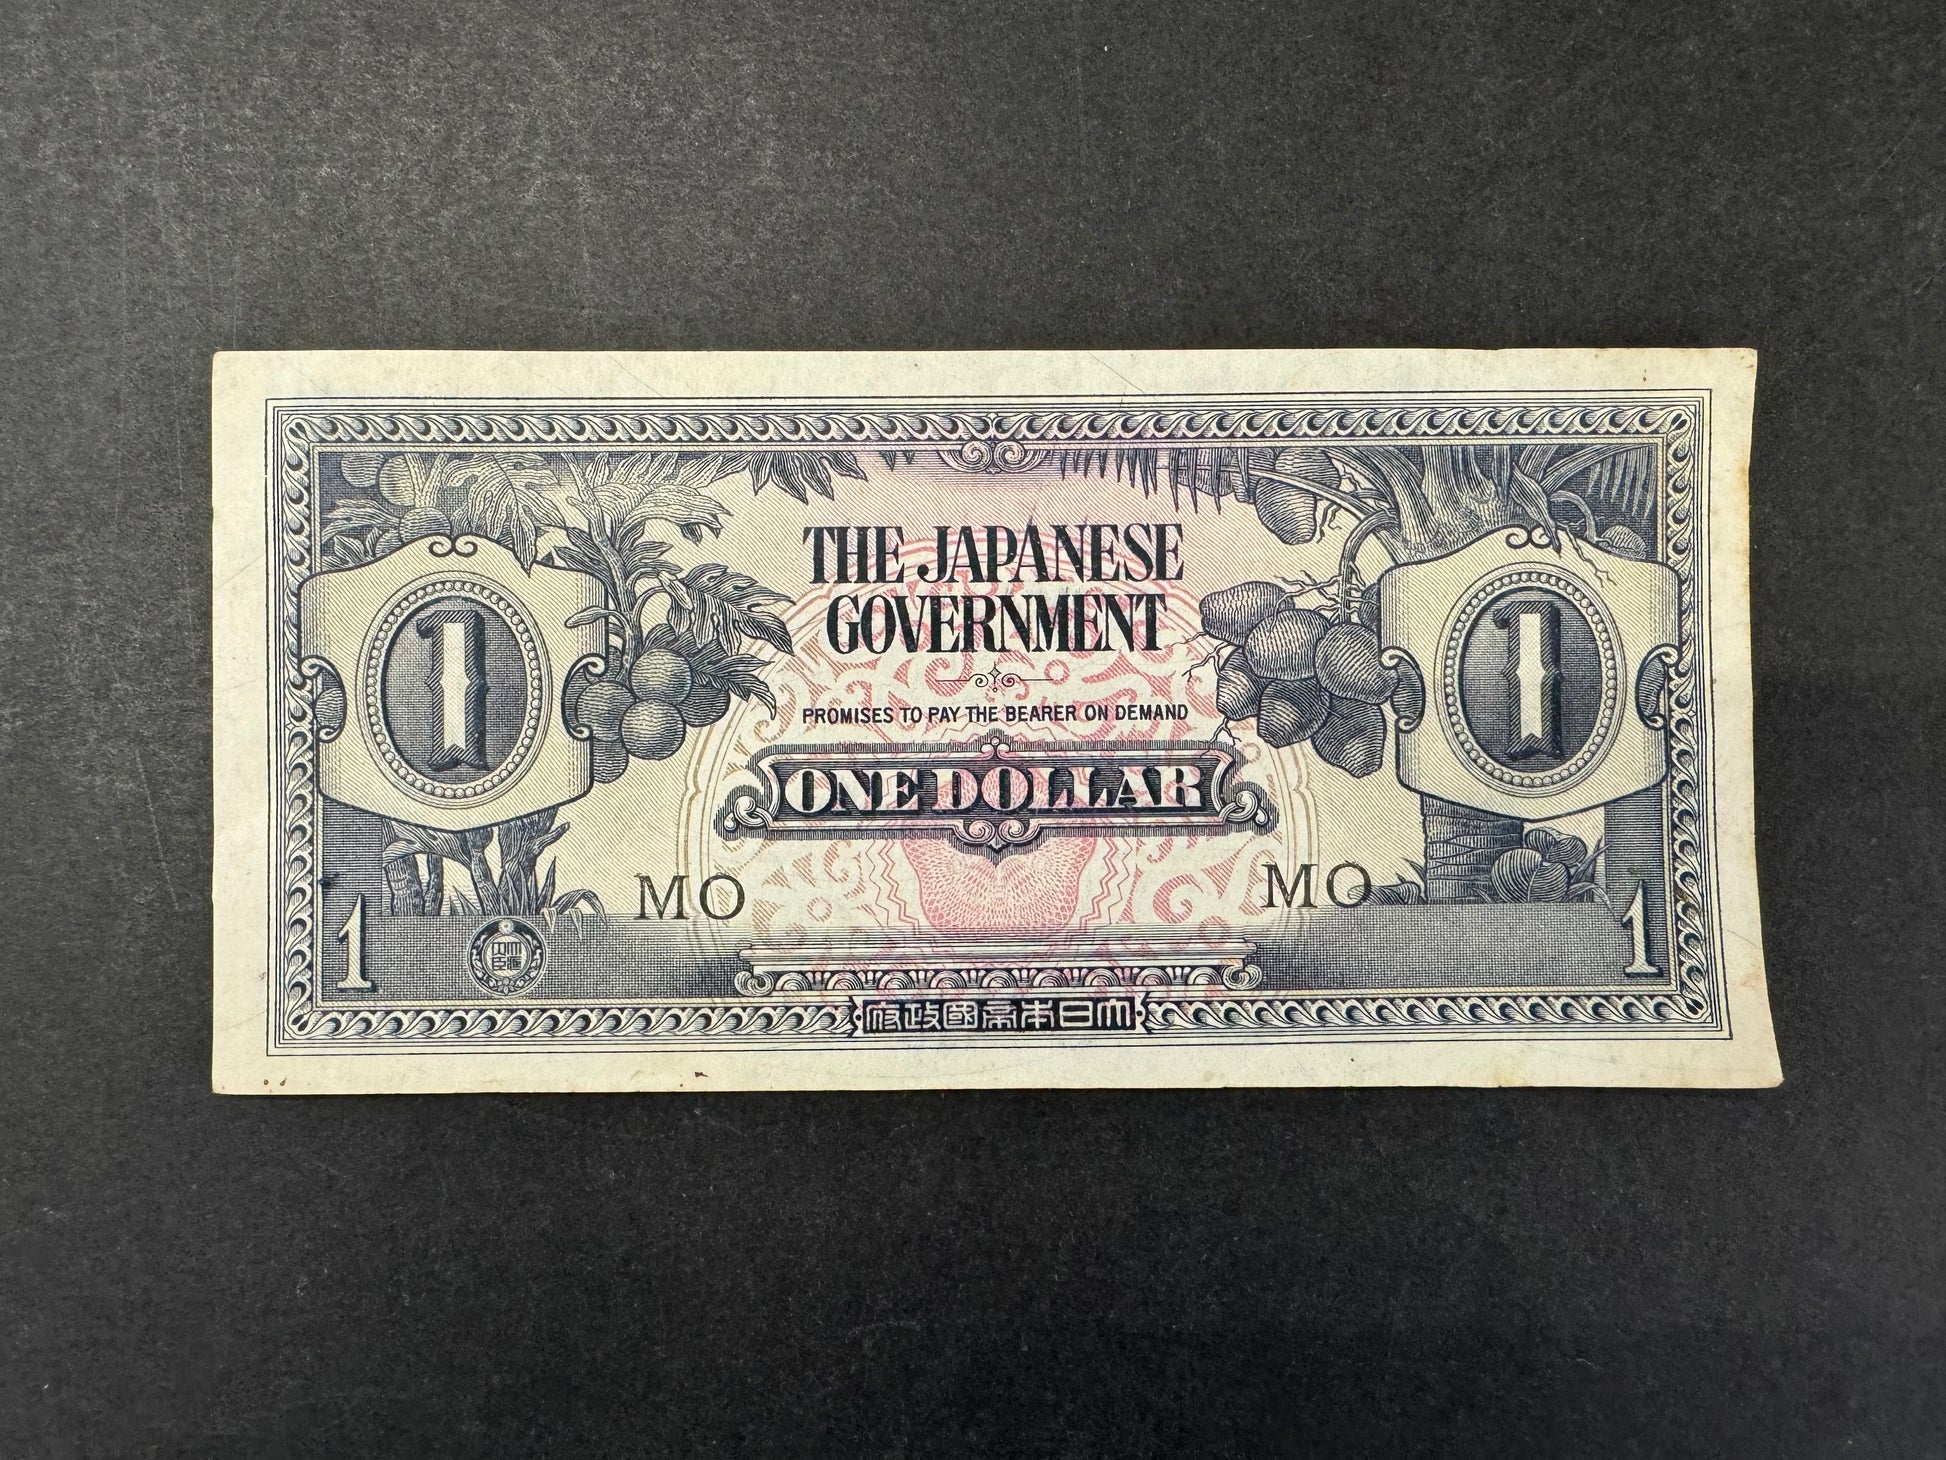 THE JAPANESE
GOVERNMENT
PROMISES TO PAY THE BEARER ON DEMAND
ONE DOLLAR
1 1
MO MO
1 1
府政國帝本日大